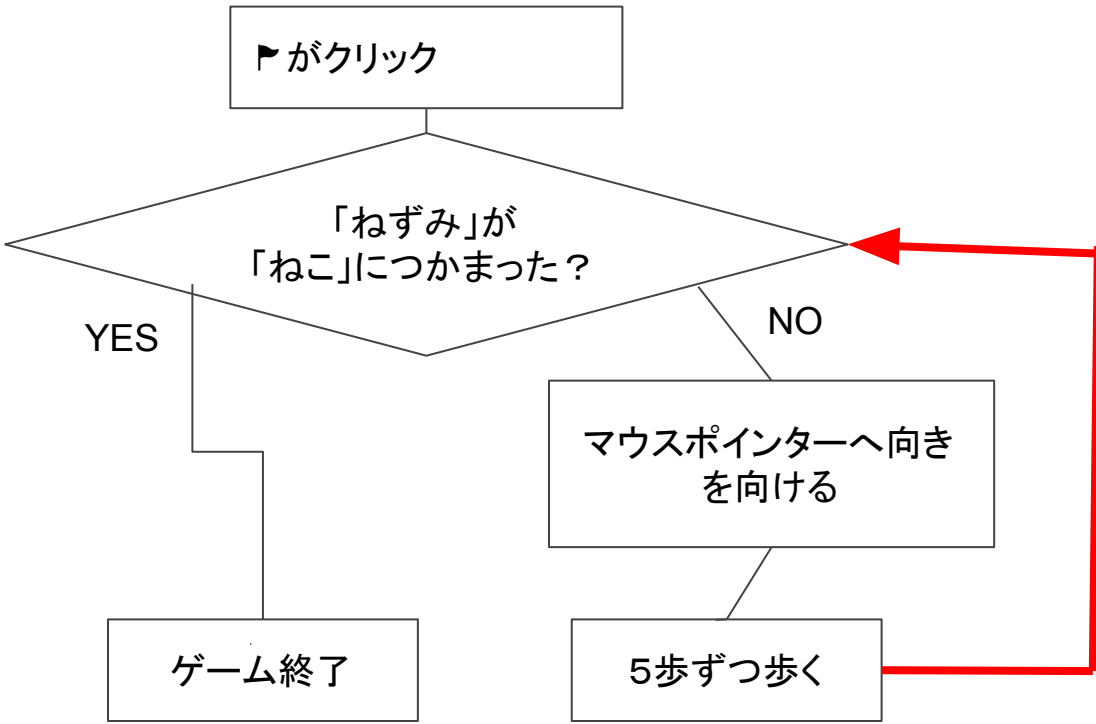 がクリック
「ねずみ」が
「ねこ」につかまった？
YES
NO
マウスポインターへ向き
を向ける
ゲーム終了
５歩ずつ歩く